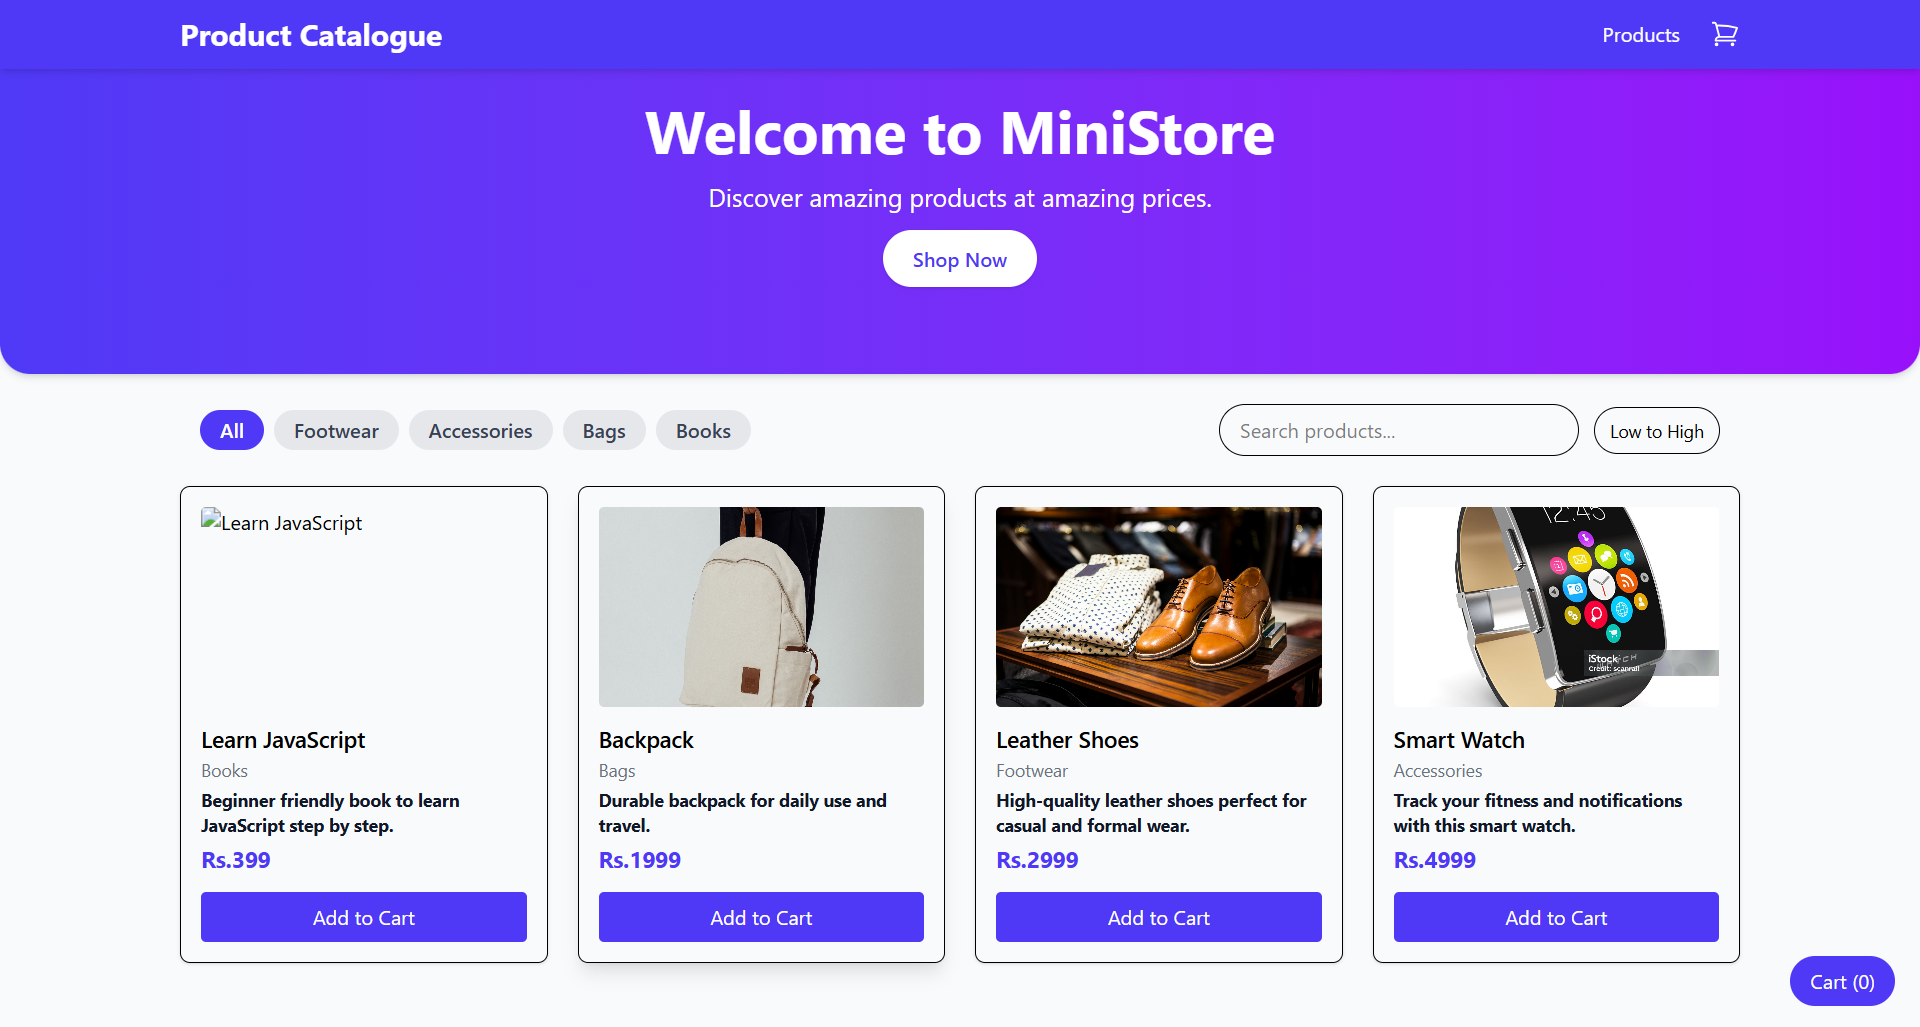 Product Catalogue
Products
Welcome to MiniStore
Discover amazing products at amazing prices.
Shop Now
All
Footwear
Accessories
Bags
Books
Search products...
Low to High
Learn JavaScript
12:45
iStock
Credit: scanrail
Learn JavaScript
Books
Beginner friendly book to learn
JavaScript step by step.
Rs.399
Add to Cart
Backpack
Bags
Durable backpack for daily use and
travel.
Rs.1999
Add to Cart
Leather Shoes
Footwear
High-quality leather shoes perfect for
casual and formal wear.
Rs.2999
Add to Cart
Smart Watch
Accessories
Track your fitness and notifications
with this smart watch.
Rs.4999
Add to Cart
Cart (0)